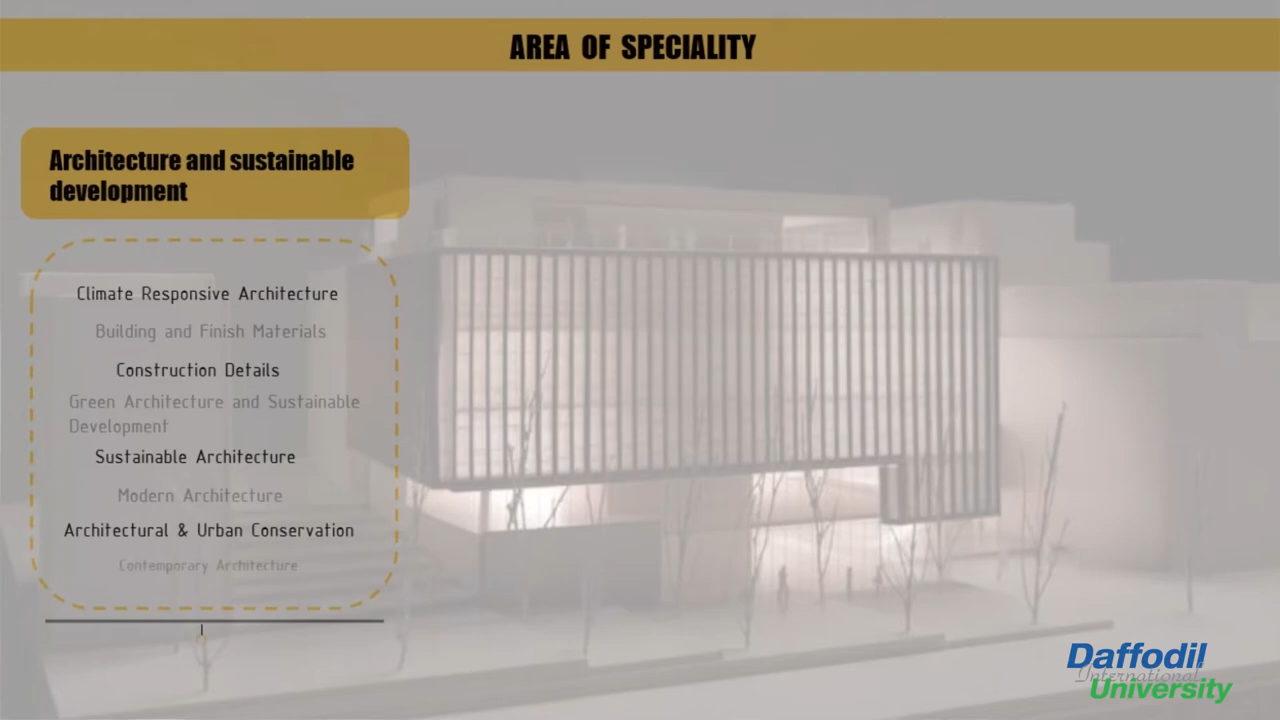 AREA OF SPECIALITY
Architecture and sustainable
development
Climate Responsive Architecture
Building and Finish Materials
Construction Details
Green Architecture and Sustainable
Development
Sustainable Architecture
Modern Architecture
Architectural & Urban Conservation
Contemporary Architecture
Daffodil
International
University